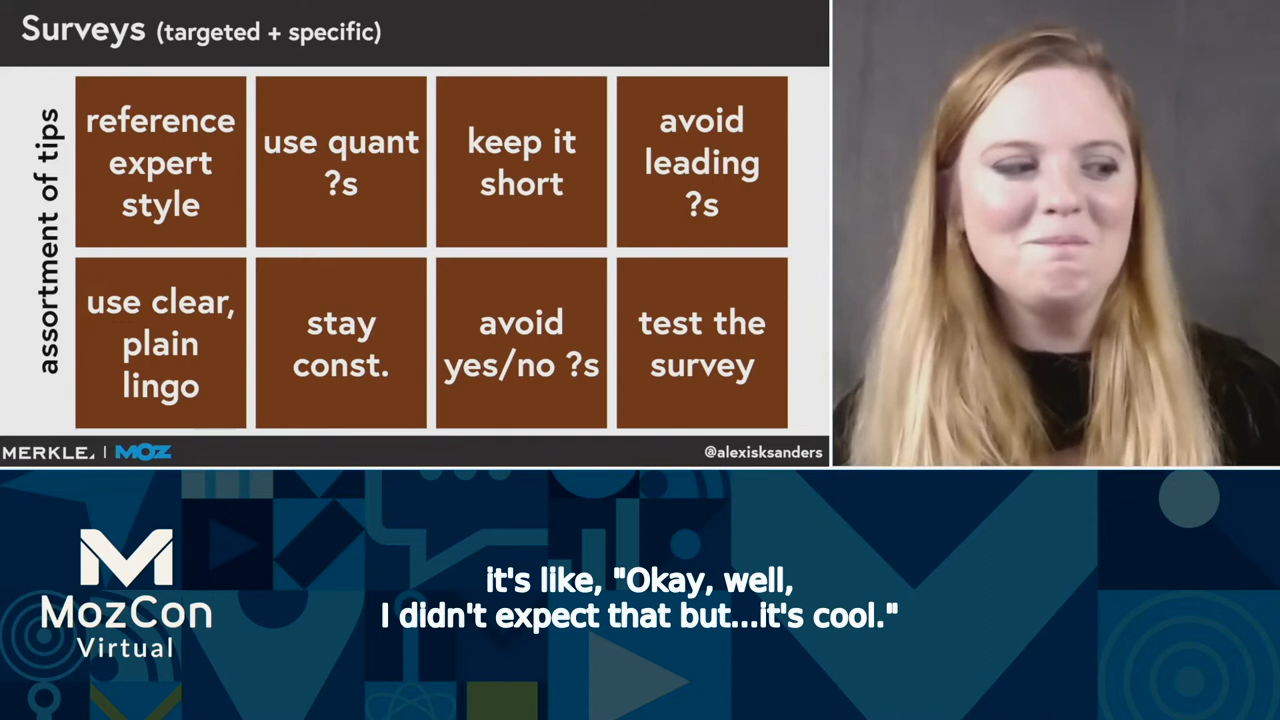 Surveys (targeted + specific)
assortment of tips
reference
expert
style
use quant
?s
keep it
short
avoid
leading
?s
use clear,
plain
lingo
stay
const.
avoid
yes/no ?s
test the
survey
MERKLE | MOZ
@alexisksanders
M
MozCon
Virtual
it's like, "Okay, well,
I didn't expect that but...it's cool."